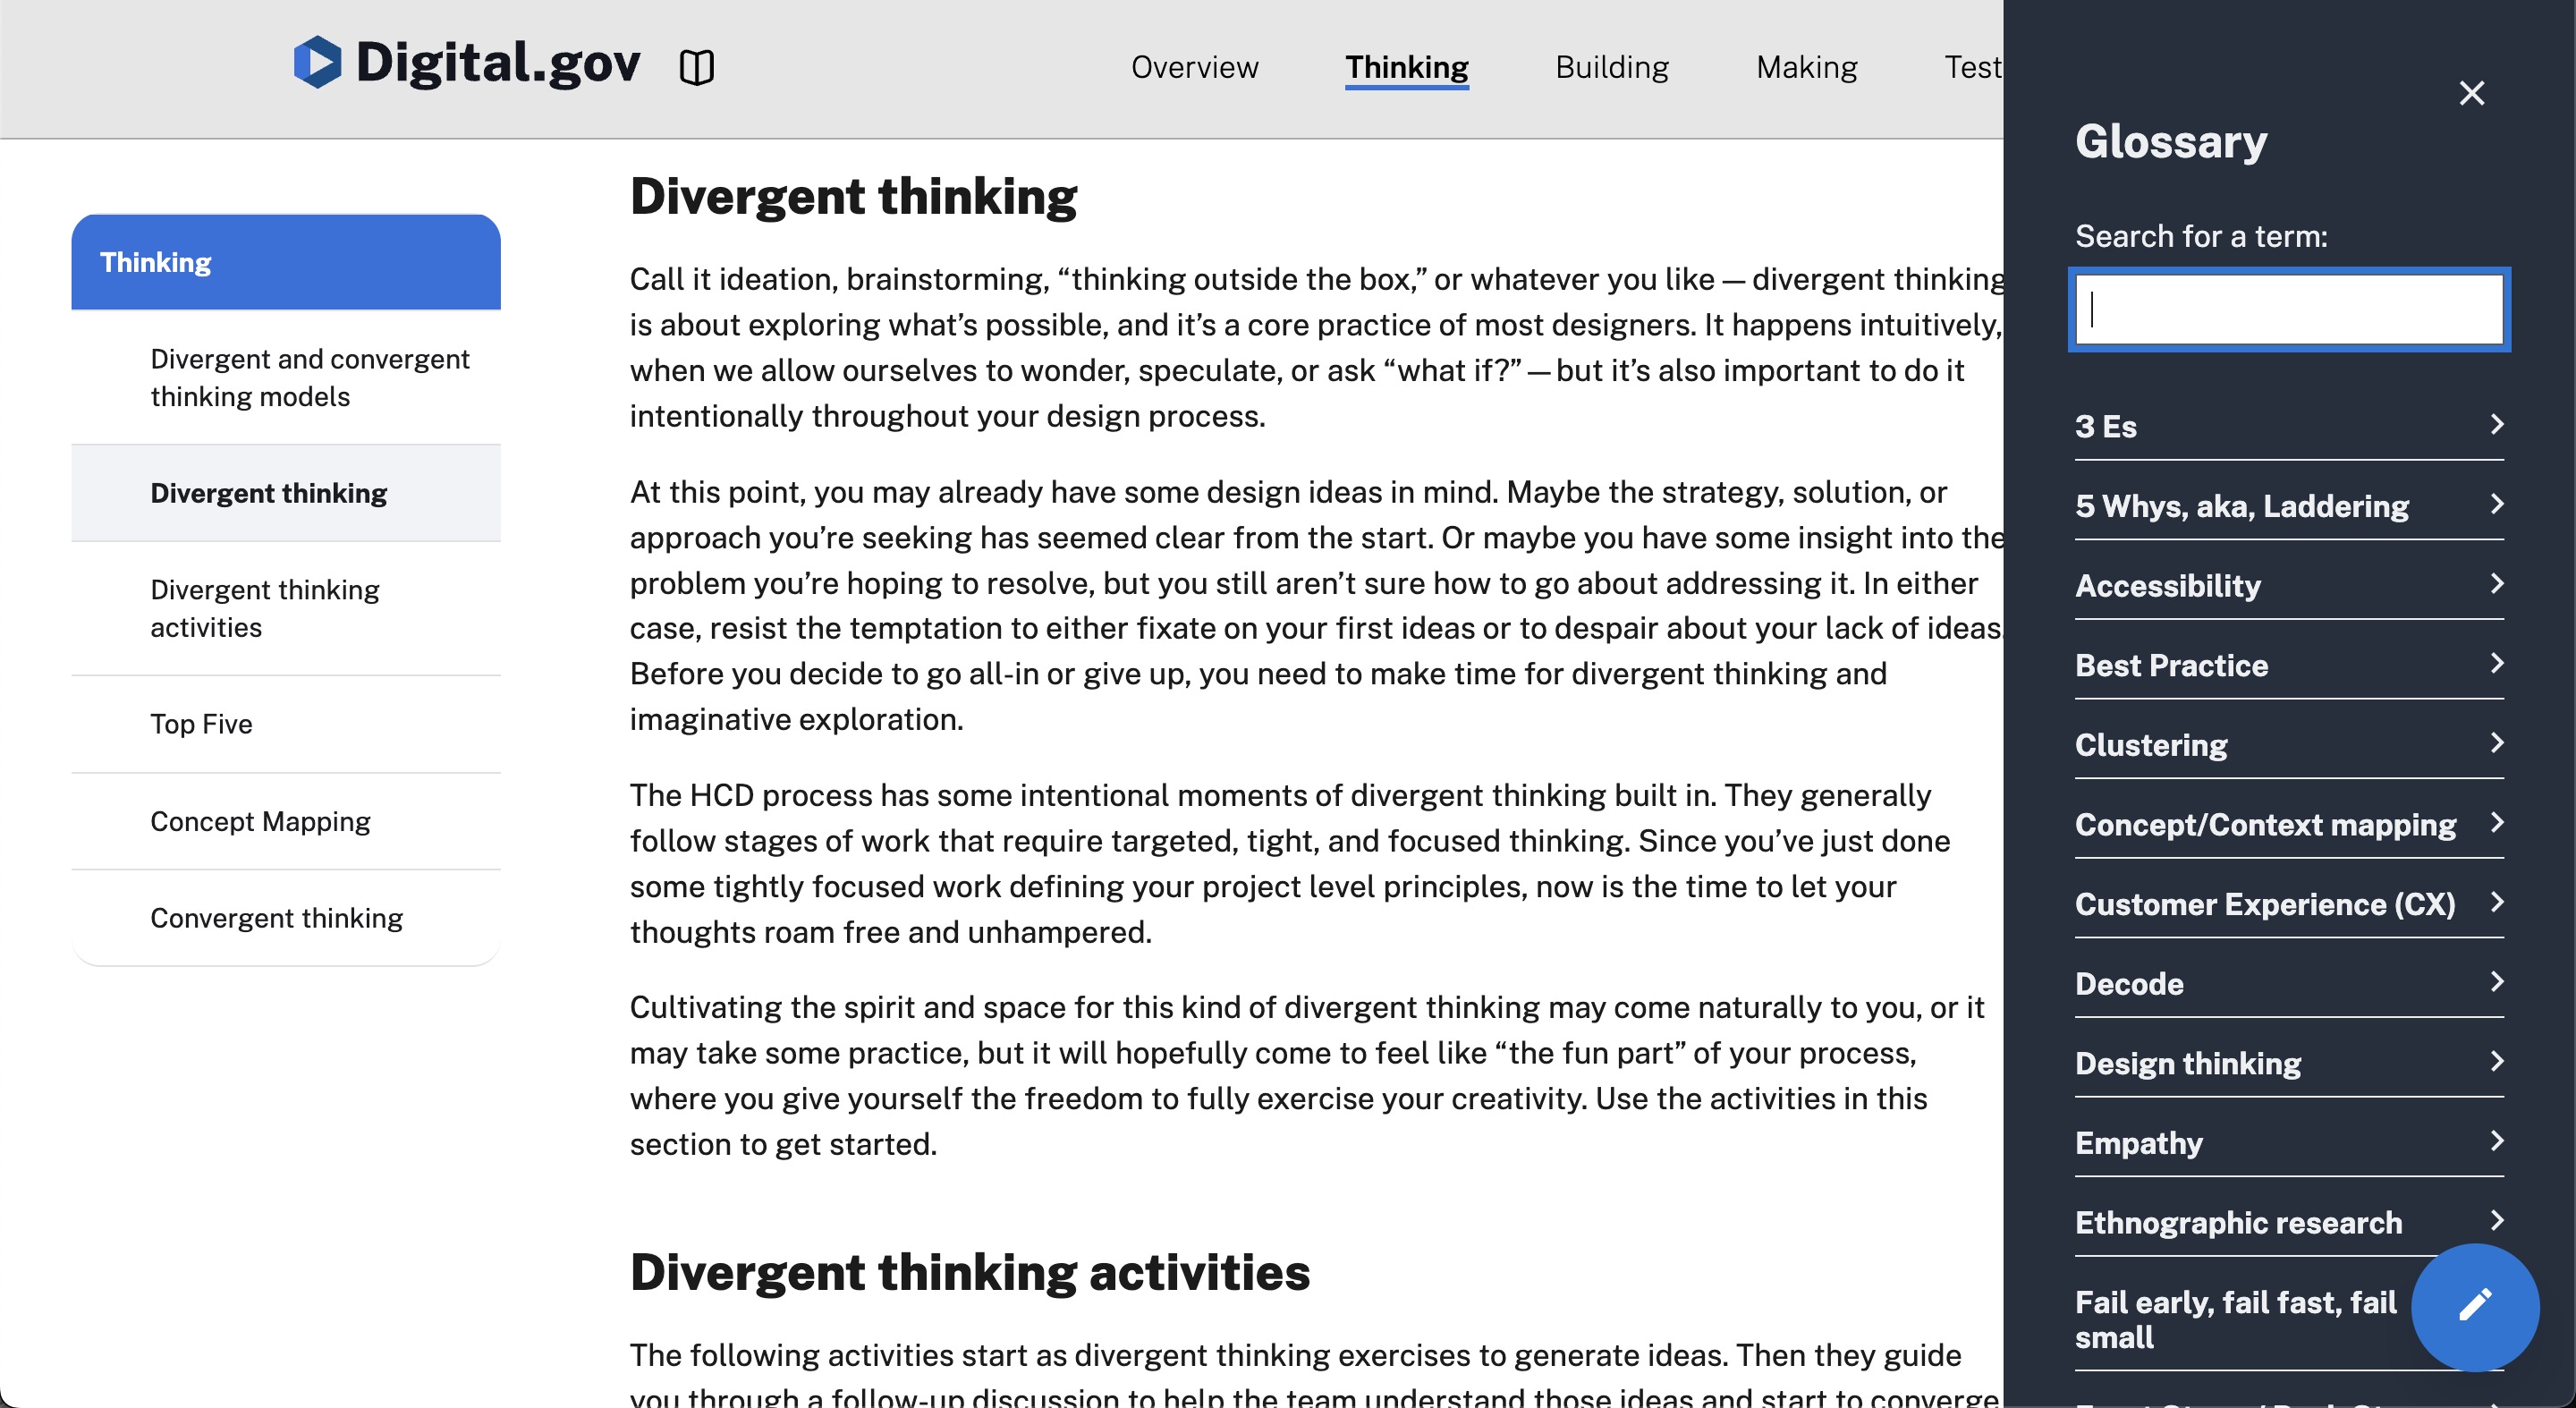 Digital.gov
Overview
Thinking
Building
Making
Test
Thinking
Divergent and convergent
thinking models
Divergent thinking
Divergent thinking
activities
Top Five
Concept Mapping
Convergent thinking
Divergent thinking
Call it ideation, brainstorming, “thinking outside the box,” or whatever you like — divergent thinking
is about exploring what’s possible, and it’s a core practice of most designers. It happens intuitively,
when we allow ourselves to wonder, speculate, or ask “what if?” — but it’s also important to do it
intentionally throughout your design process.
At this point, you may already have some design ideas in mind. Maybe the strategy, solution, or
approach you’re seeking has seemed clear from the start. Or maybe you have some insight into the
problem you’re hoping to resolve, but you still aren’t sure how to go about addressing it. In either
case, resist the temptation to either fixate on your first ideas or to despair about your lack of ideas.
Before you decide to go all-in or give up, you need to make time for divergent thinking and
imaginative exploration.
The HCD process has some intentional moments of divergent thinking built in. They generally
follow stages of work that require targeted, tight, and focused thinking. Since you’ve just done
some tightly focused work defining your project level principles, now is the time to let your
thoughts roam free and unhampered.
Cultivating the spirit and space for this kind of divergent thinking may come naturally to you, or it
may take some practice, but it will hopefully come to feel like “the fun part” of your process,
where you give yourself the freedom to fully exercise your creativity. Use the activities in this
section to get started.
Divergent thinking activities
The following activities start as divergent thinking exercises to generate ideas. Then they guide
you through a follow-up discussion to help the team understand those ideas and start to converge
Glossary
Search for a term:
3 Es
5 Whys, aka, Laddering
Accessibility
Best Practice
Clustering
Concept/Context mapping
Customer Experience (CX)
Decode
Design thinking
Empathy
Ethnographic research
Fail early, fail fast, fail
small